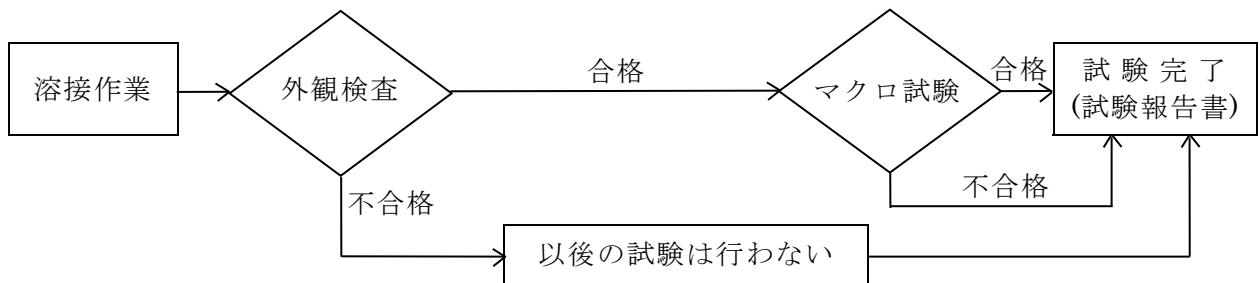 溶接作業
外観検査
合格
マクロ試験
合格
試験完了
(試験報告書)
不合格
不合格
以後の試験は行わない